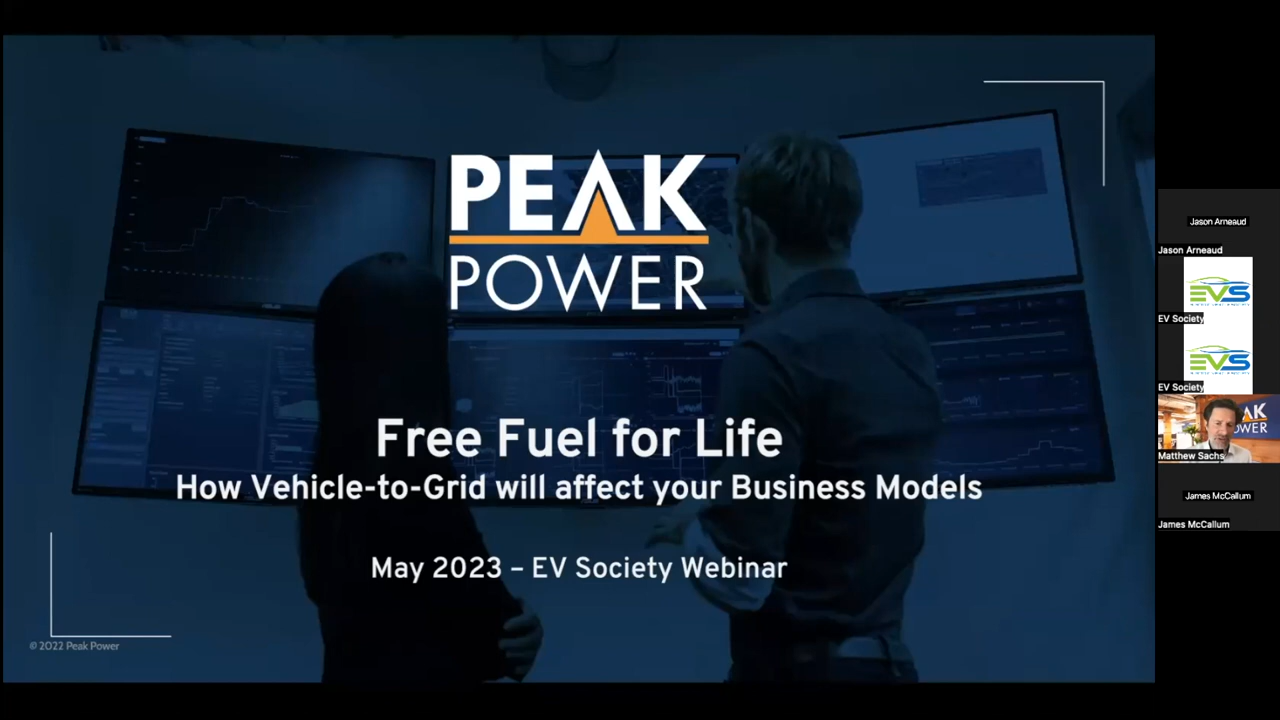 PEAK
POWER
Free Fuel for Life
How Vehicle-to-Grid will affect your Business Models
May 2023 – EV Society Webinar
© 2022 Peak Power
Jason Arneaud
Jason Arneaud
EVS
EV Society
EVS
EV Society
AK
OWER
Matthew Sachs
James McCallum
James McCallum